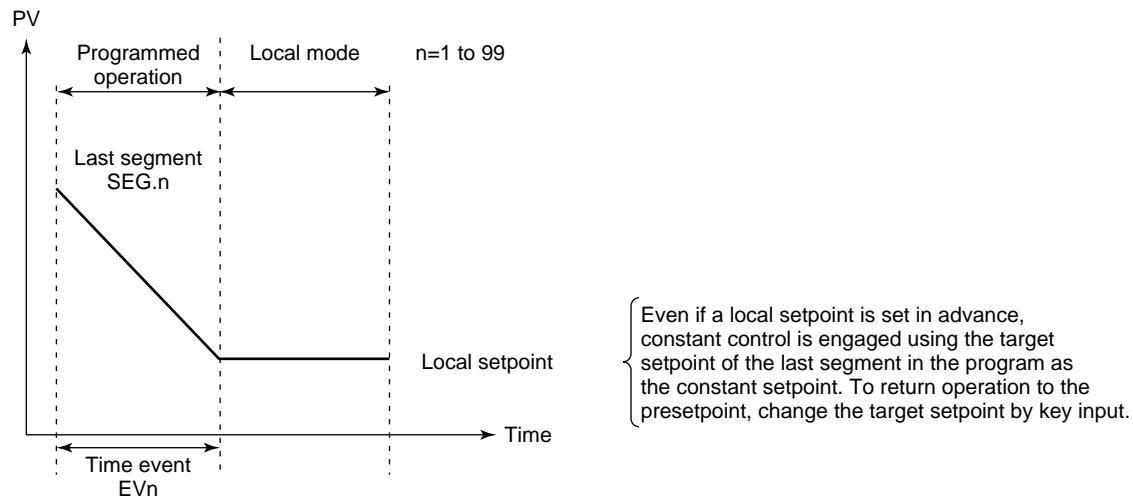 PV
Programmed
operation
Local mode
n=1 to 99
Last segment
SEG.n
Local setpoint
Even if a local setpoint is set in advance,
constant control is engaged using the target
setpoint of the last segment in the program as
the constant setpoint. To return operation to the
presetpoint, change the target setpoint by key input.
Time
Time event
EVn